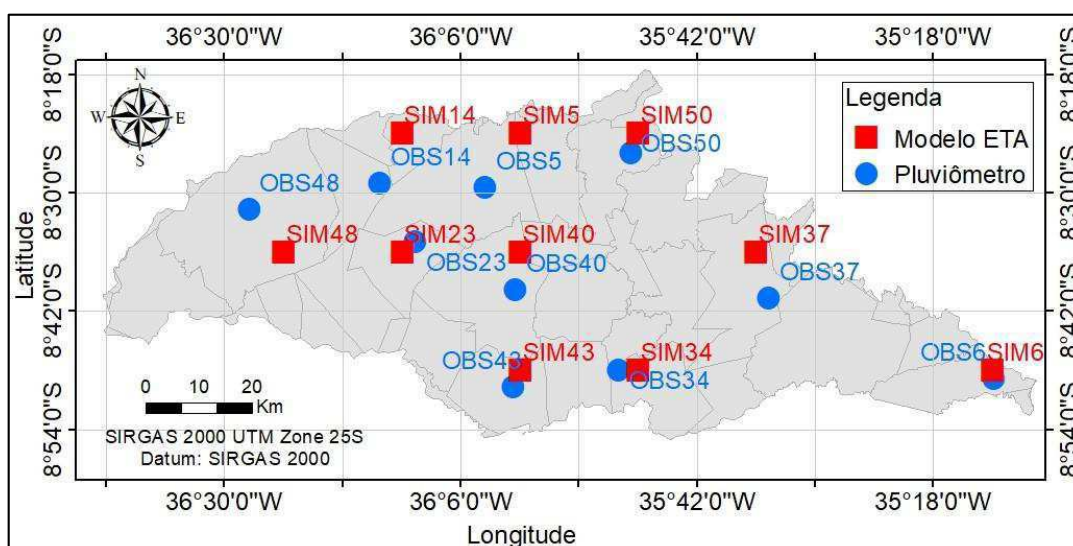 36°30'0"W 36°6'0"W 35°42'0"W 35°18'0"W
8°18'0"S 8°18'0"S
N
W E
S
SIM14 SIM5 SIM50
OBS14 OBS5 OBS50
Legenda
Modelo ETA
Pluviômetro
8°30'0"S 8°30'0"S
OBS48
SIM48 SIM23 SIM40 SIM37
OBS23 OBS40 OBS37
Latitude
8°42'0"S 8°42'0"S
OBS43 SIM43 SIM34 OBS6 SIM6
OBS34
0 10 20
Km
SIRGAS 2000 UTM Zone 25S
Datum: SIRGAS 2000
8°54'0"S 8°54'0"S
36°30'0"W 36°6'0"W 35°42'0"W 35°18'0"W
Longitude